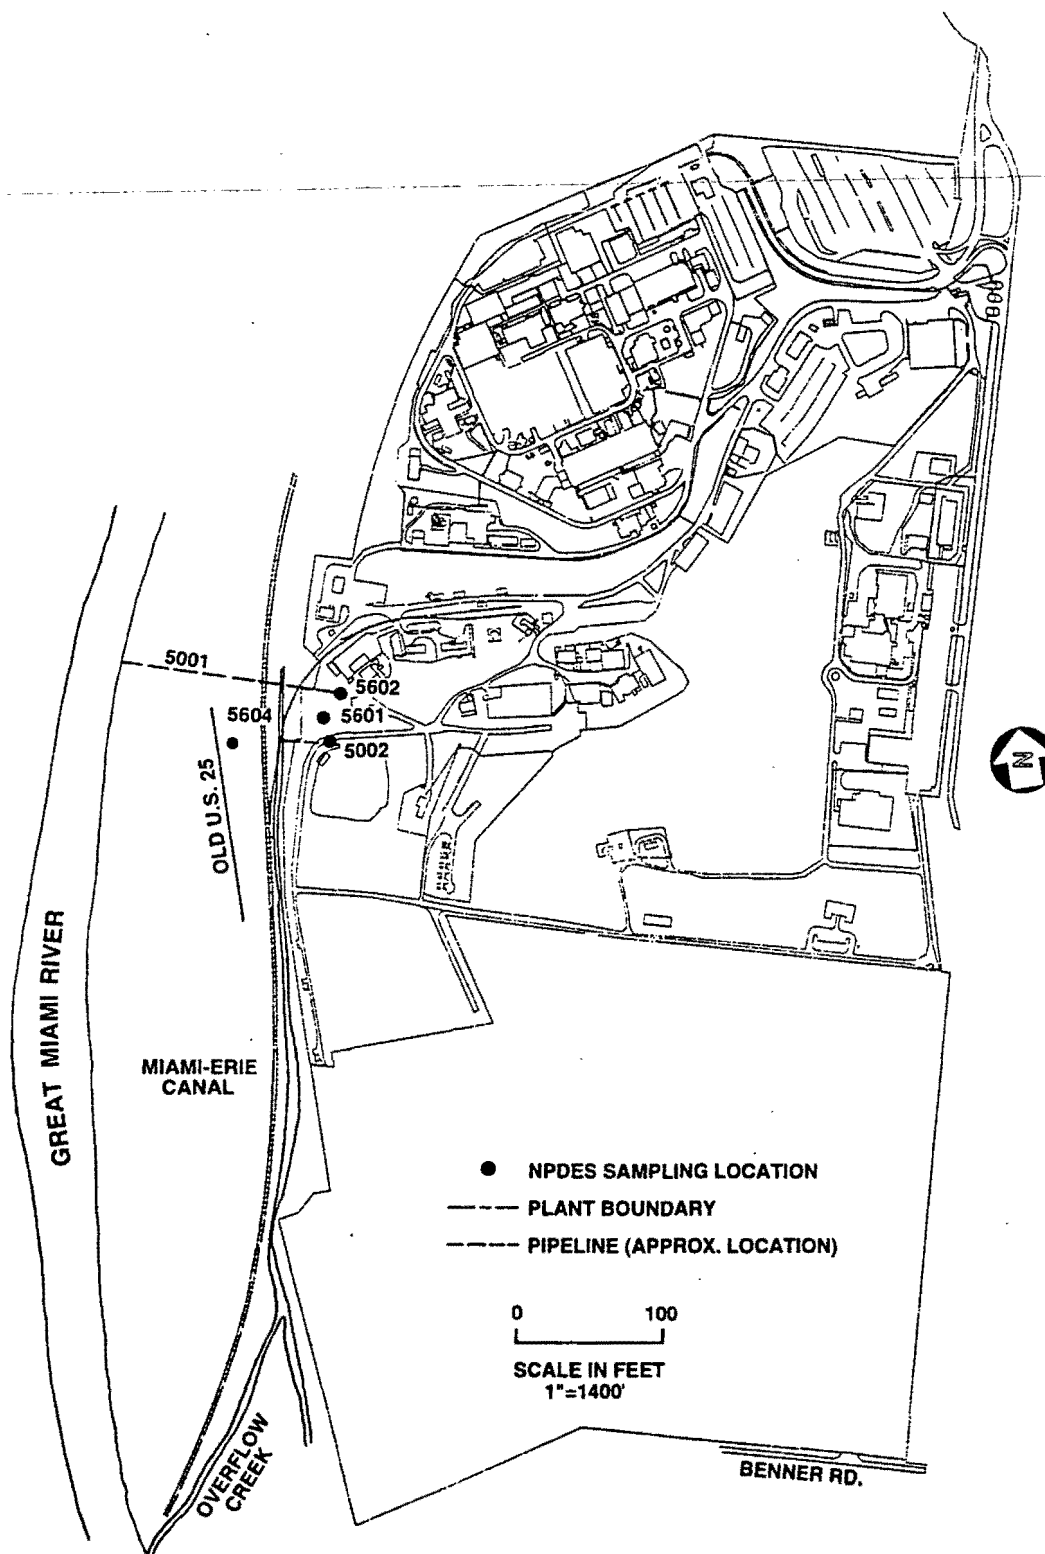 5001
5602
5604
5601
5002
OLD U.S. 25
N
GREAT MIAMI RIVER
MIAMI-ERIE
CANAL
NPDES SAMPLING LOCATION
PLANT BOUNDARY
PIPELINE (APPROX. LOCATION)
0 100
SCALE IN FEET
1"=1400'
OVERFLOW
CREEK
BENNER RD.